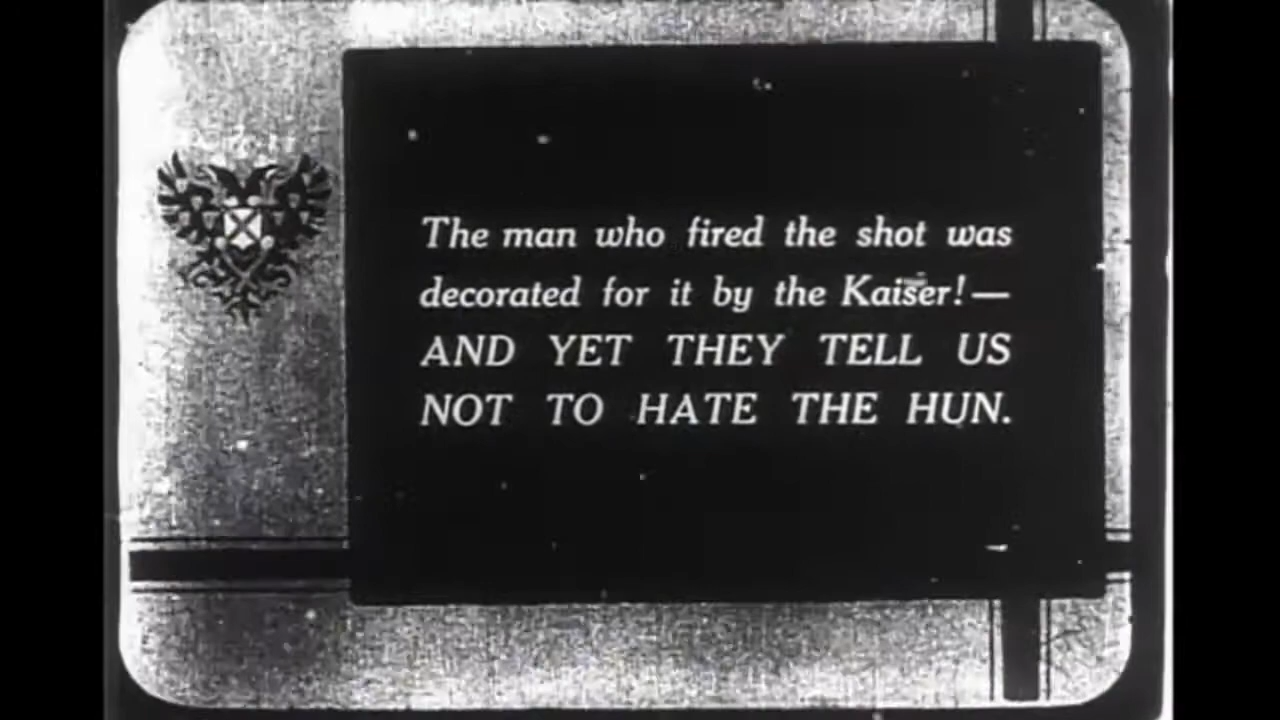 The man who fired the shot was
decorated for it by the Kaiser!—
AND YET THEY TELL US
NOT TO HATE THE HUN.